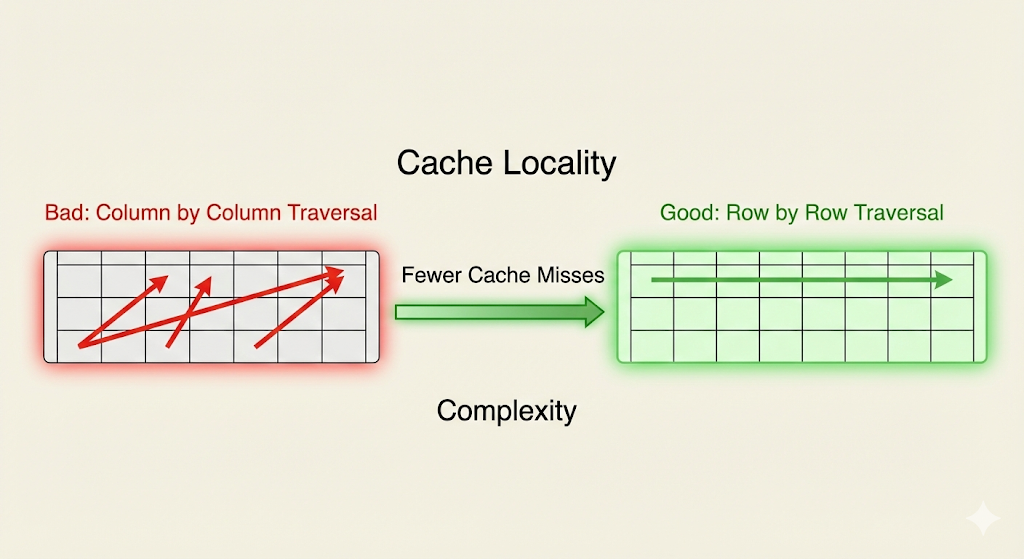 Cache Locality
Bad: Column by Column Traversal
Good: Row by Row Traversal
Fewer Cache Misses
Complexity